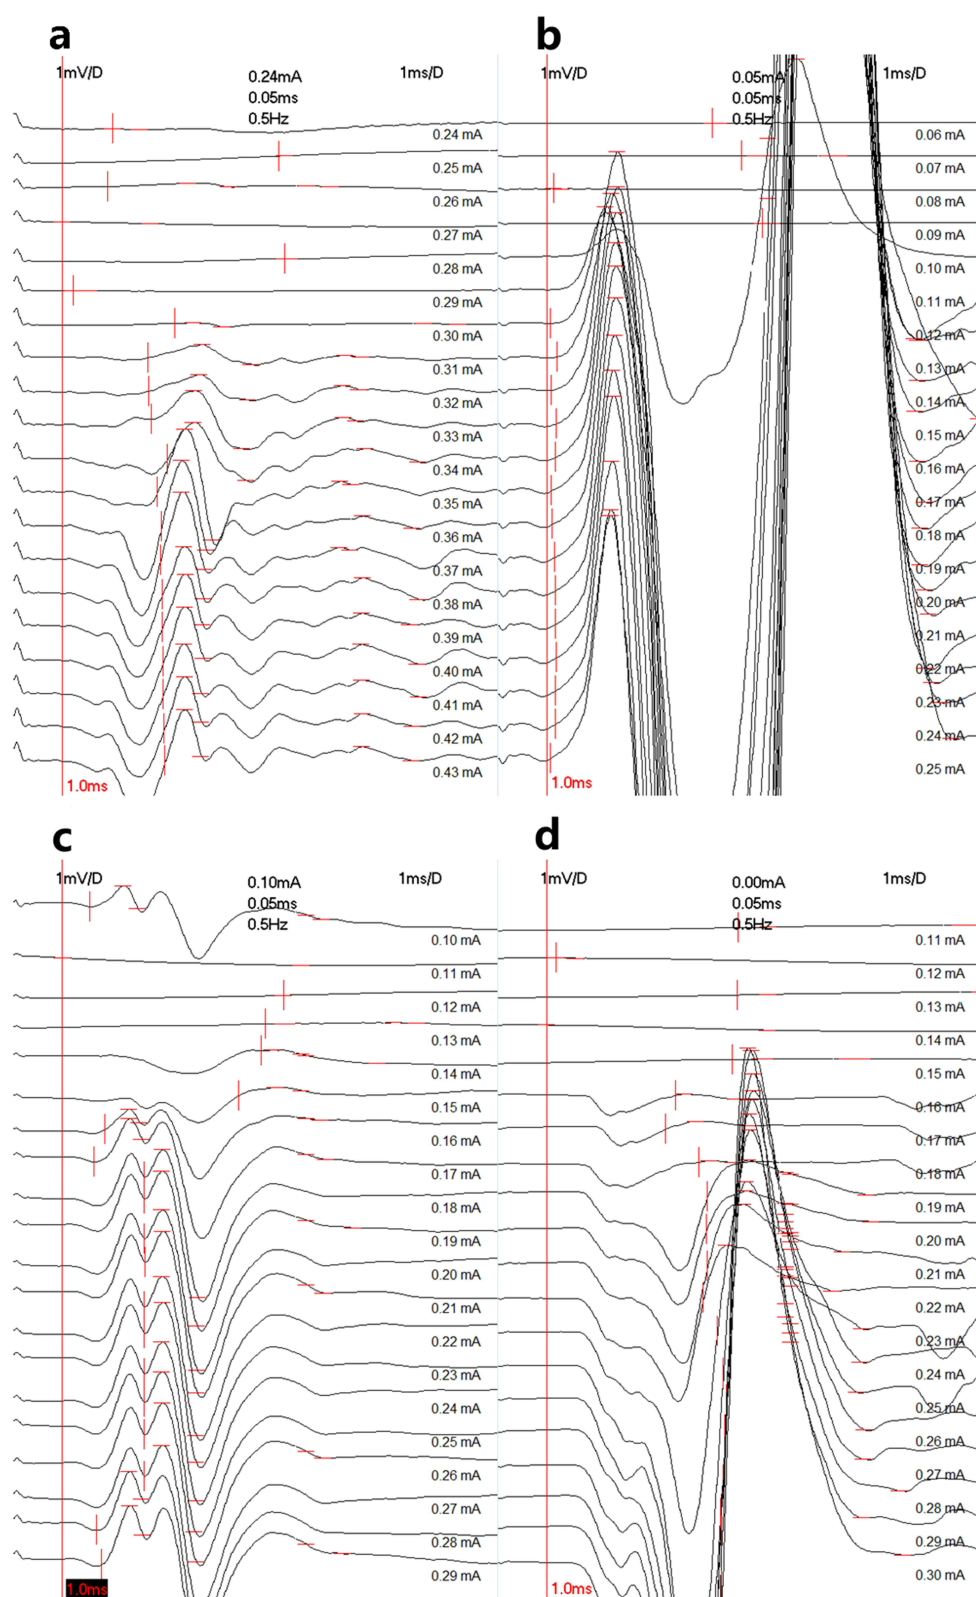 a
1mV/D 0.24mA 1ms/D
0.05ms
0.5Hz
0.24 mA
0.25 mA
0.26 mA
0.27 mA
0.28 mA
0.29 mA
0.30 mA
0.31 mA
0.32 mA
0.33 mA
0.34 mA
0.35 mA
0.36 mA
0.37 mA
0.38 mA
0.39 mA
0.40 mA
0.41 mA
0.42 mA
0.43 mA
1.0ms
b
1mV/D 0.05mA 1ms/D
0.05ms
0.5Hz
0.06 mA
0.07 mA
0.08 mA
0.09 mA
0.10 mA
0.11 mA
0.12 mA
0.13 mA
0.14 mA
0.15 mA
0.16 mA
0.17 mA
0.18 mA
0.19 mA
0.20 mA
0.21 mA
0.22 mA
0.23 mA
0.24 mA
0.25 mA
1.0ms
c
1mV/D 0.10mA 1ms/D
0.05ms
0.5Hz
0.10 mA
0.11 mA
0.12 mA
0.13 mA
0.14 mA
0.15 mA
0.16 mA
0.17 mA
0.18 mA
0.19 mA
0.20 mA
0.21 mA
0.22 mA
0.23 mA
0.24 mA
0.25 mA
0.26 mA
0.27 mA
0.28 mA
0.29 mA
1.0ms
d
1mV/D 0.00mA 1ms/D
0.05ms
0.5Hz
0.11 mA
0.12 mA
0.13 mA
0.14 mA
0.15 mA
0.16 mA
0.17 mA
0.18 mA
0.19 mA
0.20 mA
0.21 mA
0.22 mA
0.23 mA
0.24 mA
0.25 mA
0.26 mA
0.27 mA
0.28 mA
0.29 mA
0.30 mA
1.0ms